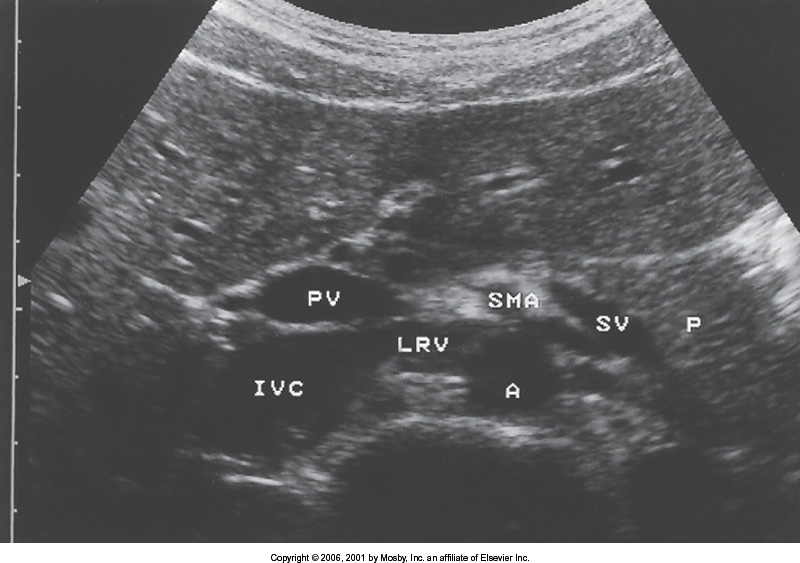 PV
SMA
SV
P
LRV
IVC
A
Copyright © 2006, 2001 by Mosby, Inc. an affiliate of Elsevier Inc.